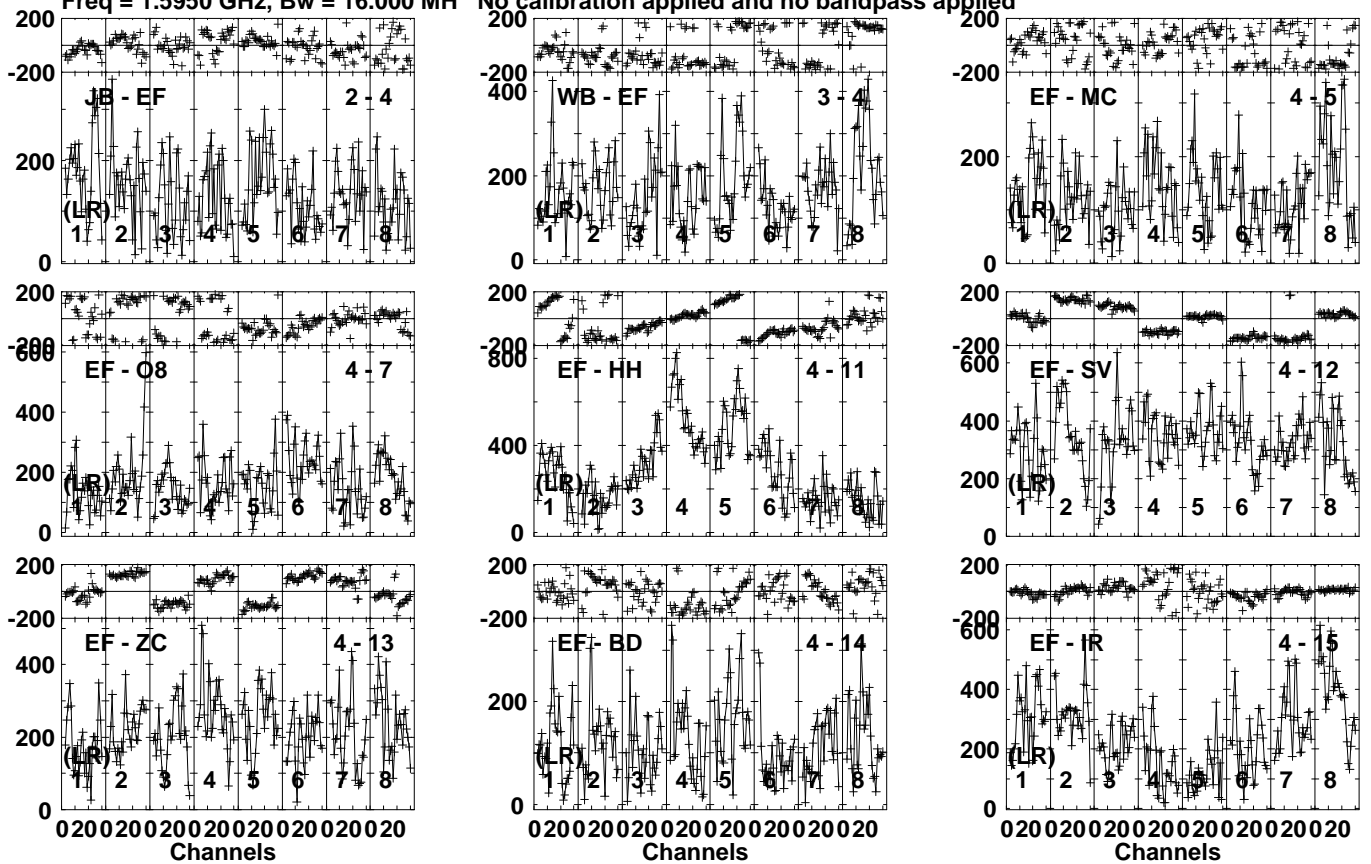 Freq = 1.5950 GHz, Bw = 16.000 MH No calibration applied and no bandpass applied
200
-200
JB - EF 2 - 4
200
(LR)
1 2 3 4 5 6 7 8
0
200
-200
400
WB - EF 3 - 4
200
(LR)
1 2 3 4 5 6 7 8
0
200
-200
EF - MC 4 - 5
200
(LR)
1 2 3 4 5 6 7 8
0
200
-200
600
EF - O8 4 - 7
400
200
(LR)
1 2 3 4 5 6 7 8
0
200
-200
800
EF - HH 4 - 11
400
(LR)
1 2 3 4 5 6 7 8
0
200
-200
600
EF - SV 4 - 12
400
200
(LR)
1 2 3 4 5 6 7 8
0
200
-200
EF - ZC 4 - 13
400
200
(LR)
1 2 3 4 5 6 7 8
0
0 20 0 20 0 20 0 20 0 20 0 20 0 20 0 20
Channels
200
-200
EF - BD 4 - 14
200
(LR)
1 2 3 4 5 6 7 8
0
0 20 0 20 0 20 0 20 0 20 0 20 0 20 0 20
Channels
200
-200
600
EF - IR 4 - 15
400
200
(LR)
1 2 3 4 5 6 7 8
0
0 20 0 20 0 20 0 20 0 20 0 20 0 20 0 20
Channels